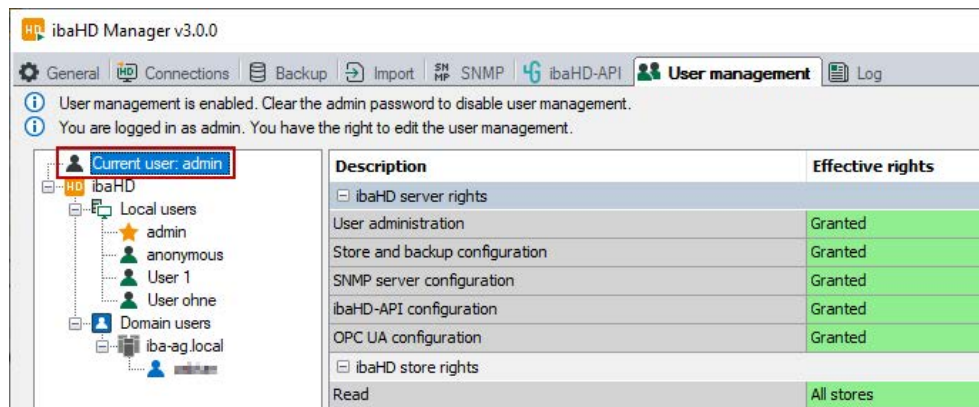 HD ibaHD Manager v3.0.0
General HD Connections Backup Import SNMP SNMP ibaHD-API User management Log
User management is enabled. Clear the admin password to disable user management.
You are logged in as admin. You have the right to edit the user management.
Current user: admin
HD ibaHD
Local users
admin
anonymous
User 1
User ohne
Domain users
iba-ag.local
Description Effective rights
ibaHD server rights
User administration Granted
Store and backup configuration Granted
SNMP server configuration Granted
ibaHD-API configuration Granted
OPC UA configuration Granted
ibaHD store rights
Read All stores